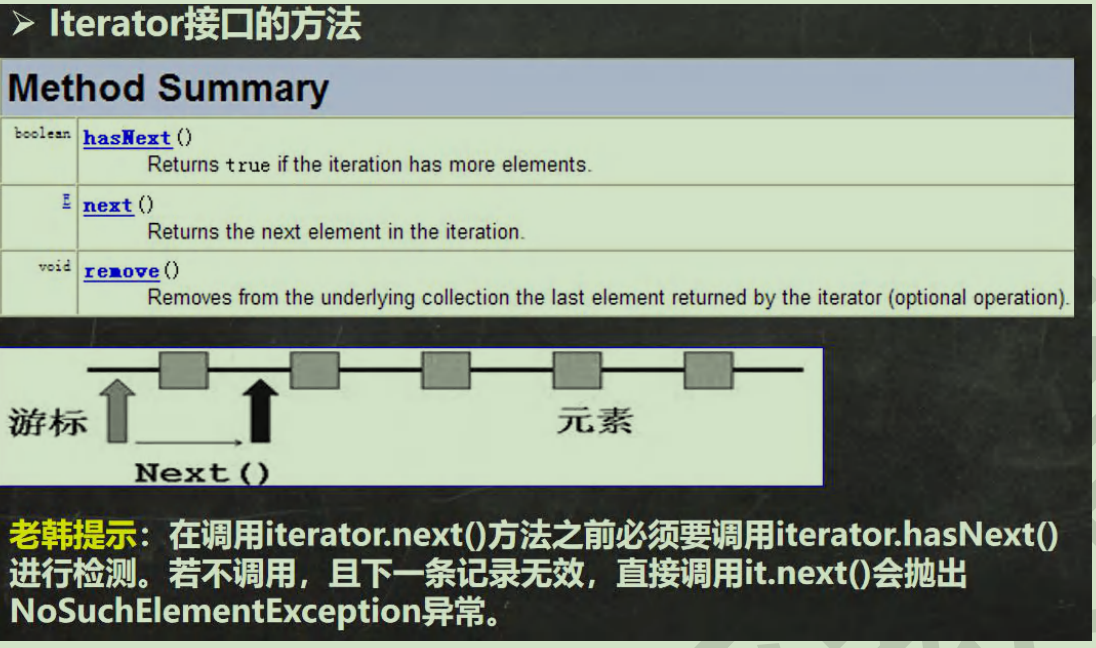 ➢ Iterator接口的方法
Method Summary
boolean hasNext()
Returns true if the iteration has more elements.
E next()
Returns the next element in the iteration.
void remove()
Removes from the underlying collection the last element returned by the iterator (optional operation).
游标
元素
Next()
老韩提示：在调用iterator.next()方法之前必须要调用iterator.hasNext()
进行检测。若不调用，且下一条记录无效，直接调用it.next()会抛出
NoSuchElementException异常。